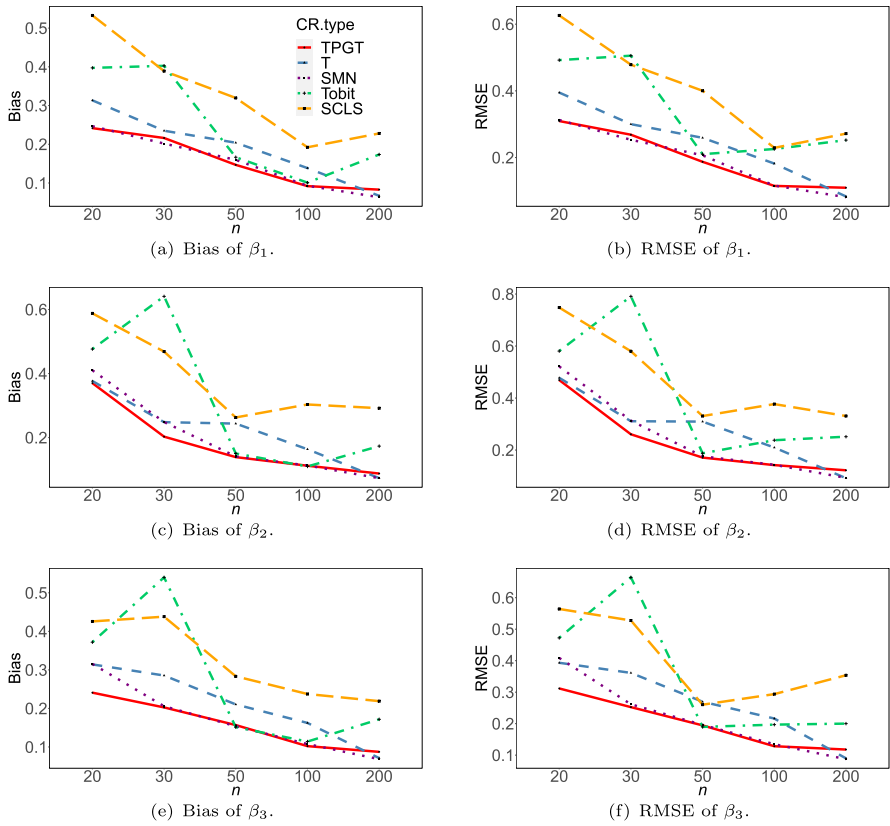 CR.type
TPGT
T
SMN
Tobit
SCLS
Bias
0.5
0.4
0.3
0.2
0.1
20 30 50 100 200
n
(a) Bias of β1.
RMSE
0.6
0.4
0.2
20 30 50 100 200
n
(b) RMSE of β1.
Bias
0.6
0.4
0.2
20 30 50 100 200
n
(c) Bias of β2.
RMSE
0.8
0.6
0.4
0.2
20 30 50 100 200
n
(d) RMSE of β2.
Bias
0.5
0.4
0.3
0.2
0.1
20 30 50 100 200
n
(e) Bias of β3.
RMSE
0.6
0.5
0.4
0.3
0.2
0.1
20 30 50 100 200
n
(f) RMSE of β3.